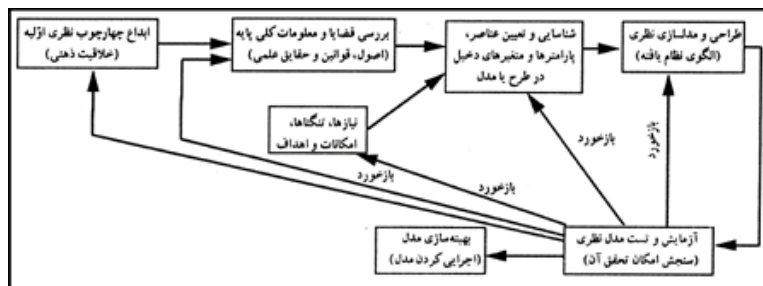 ابداع چهارچوب نظری اوّلیه
(خلاقیت ذهنی)
بررسی قضایا و معلومات کلی پایه
(اصول، قوانین و حقایق علمی)
شناسایی و تعیین عناصر،
پارامترها و متغیرهای دخیل
در طرح یا مدل
طراحی و مدلسازی نظری
(الگوی نظام یافته)
نیازها، تنگناها،
امکانات و اهداف
بازخورد
بازخورد
بازخورد
بازخورد
آزمایش و تست مدل نظری
(سنجش امکان تحقق آن)
بهینه‌سازی مدل
(اجرایی کردن مدل)